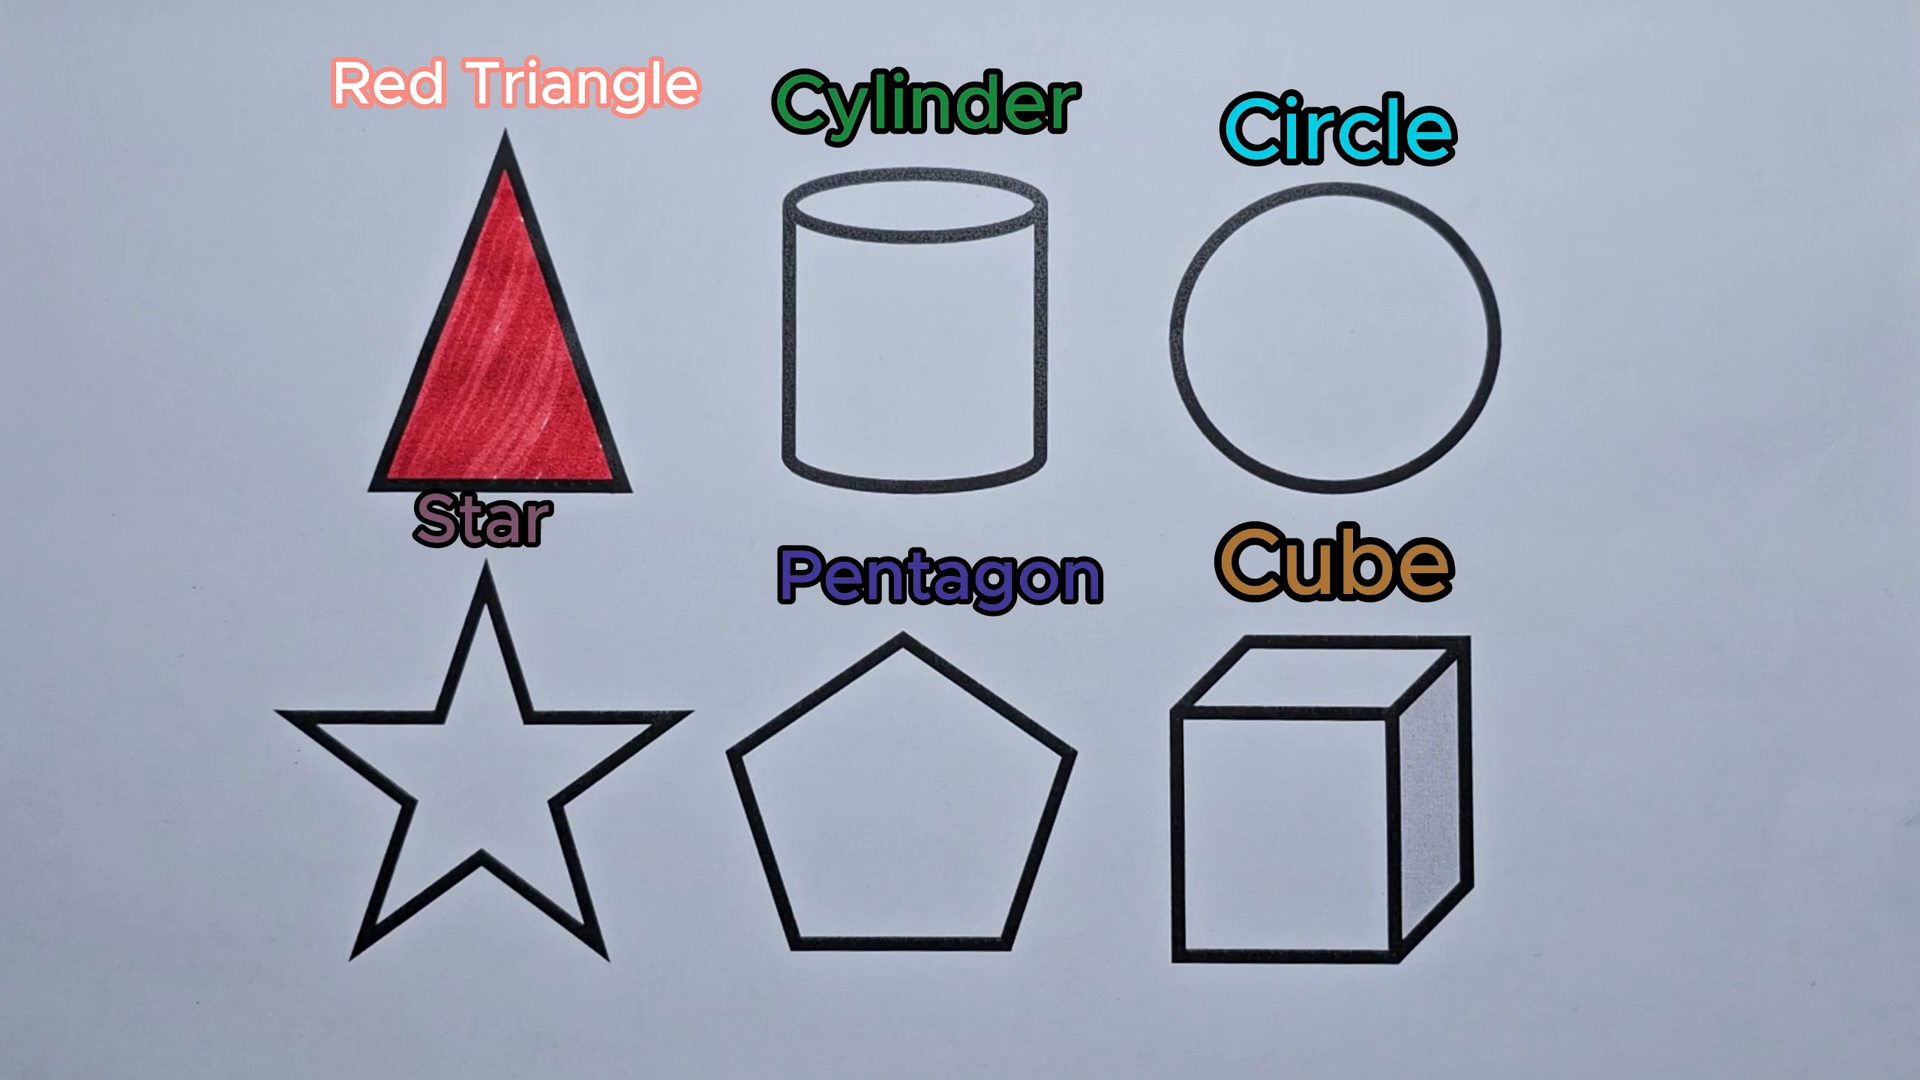 Red Triangle
Cylinder
Circle
Star
Pentagon
Cube